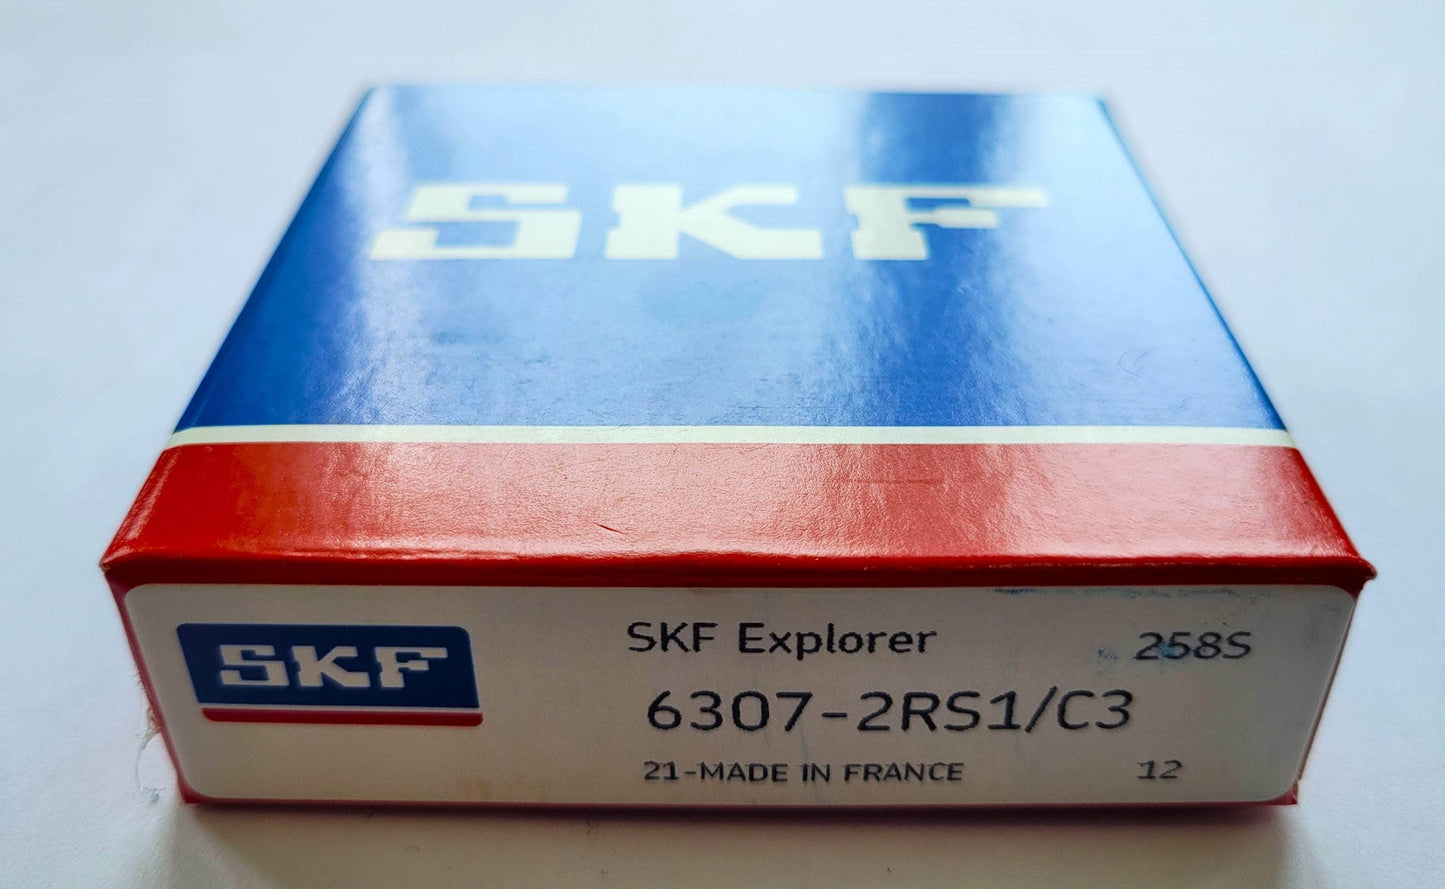 SKF
SKF
SKF Explorer 258S
6307-2RS1/C3
21-MADE IN FRANCE 12